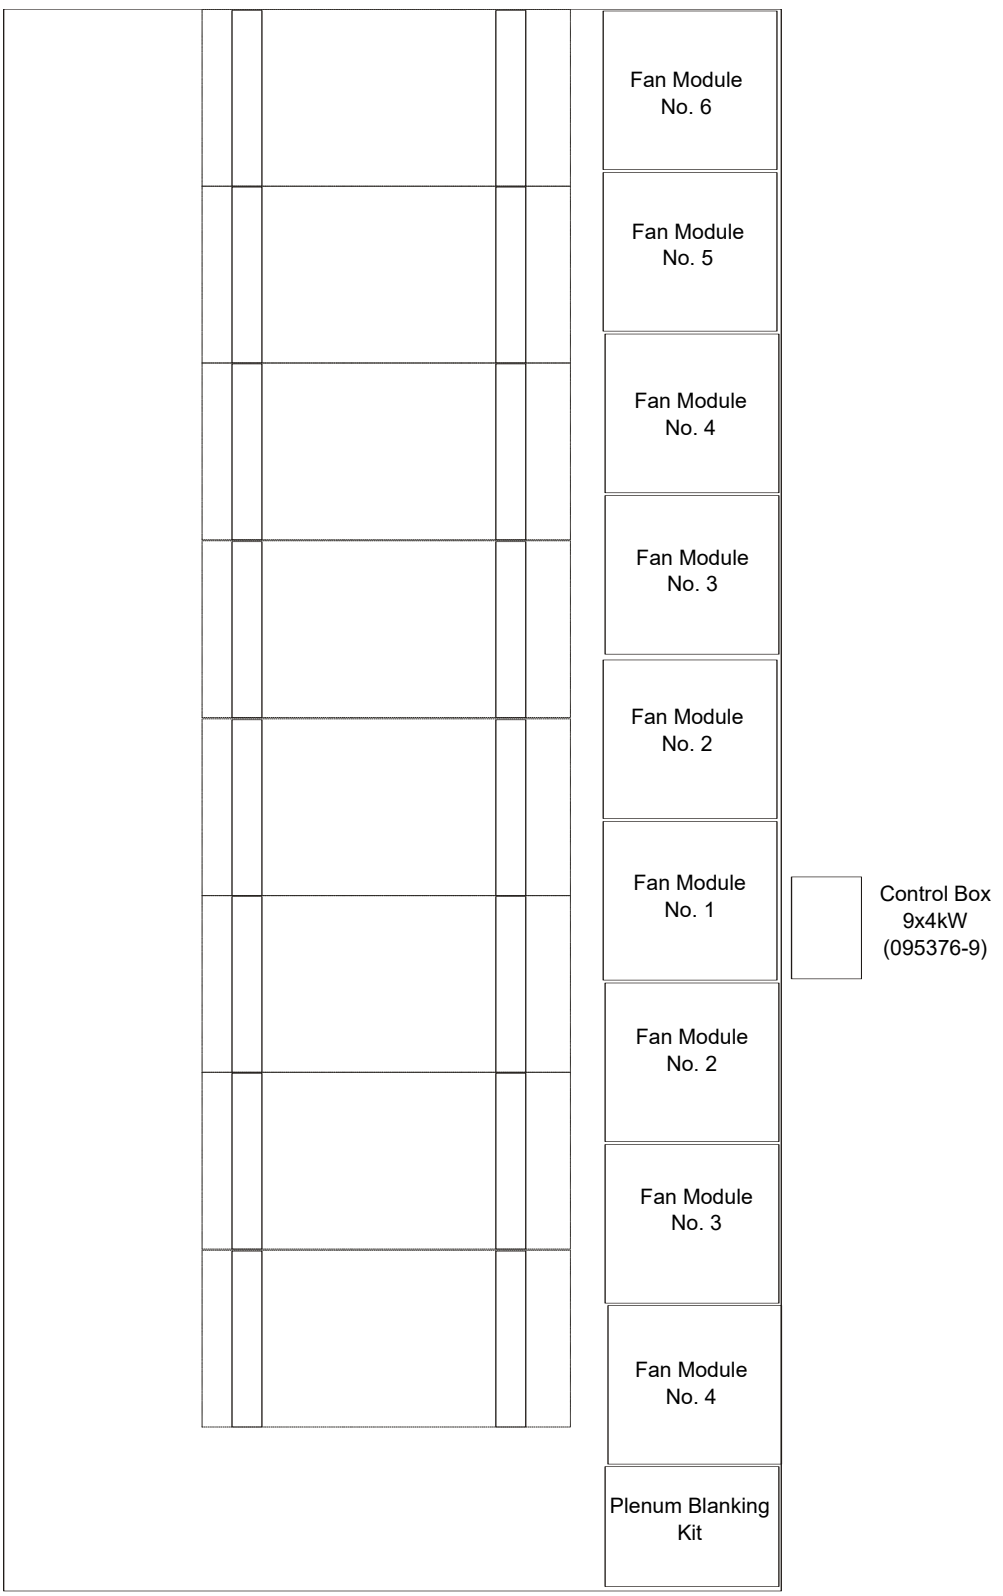 Fan Module
No. 6
Fan Module
No. 5
Fan Module
No. 4
Fan Module
No. 3
Fan Module
No. 2
Fan Module
No. 1
Control Box
9x4kW
(095376-9)
Fan Module
No. 2
Fan Module
No. 3
Fan Module
No. 4
Plenum Blanking
Kit